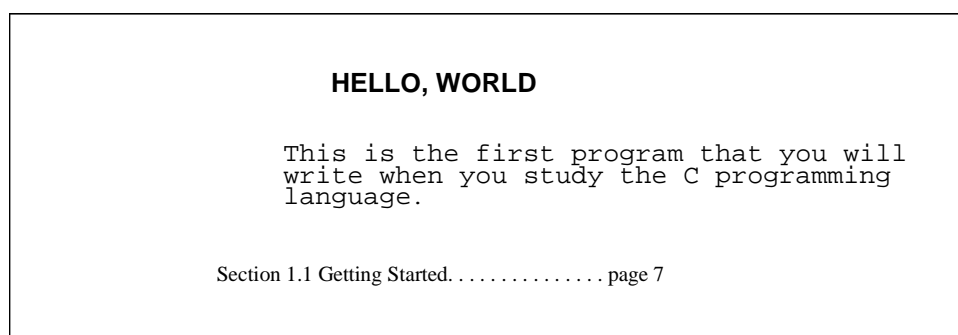 HELLO, WORLD
This is the first program that you will
write when you study the C programming
language.
Section 1.1 Getting Started. . . . . . . . . . . . . . . page 7